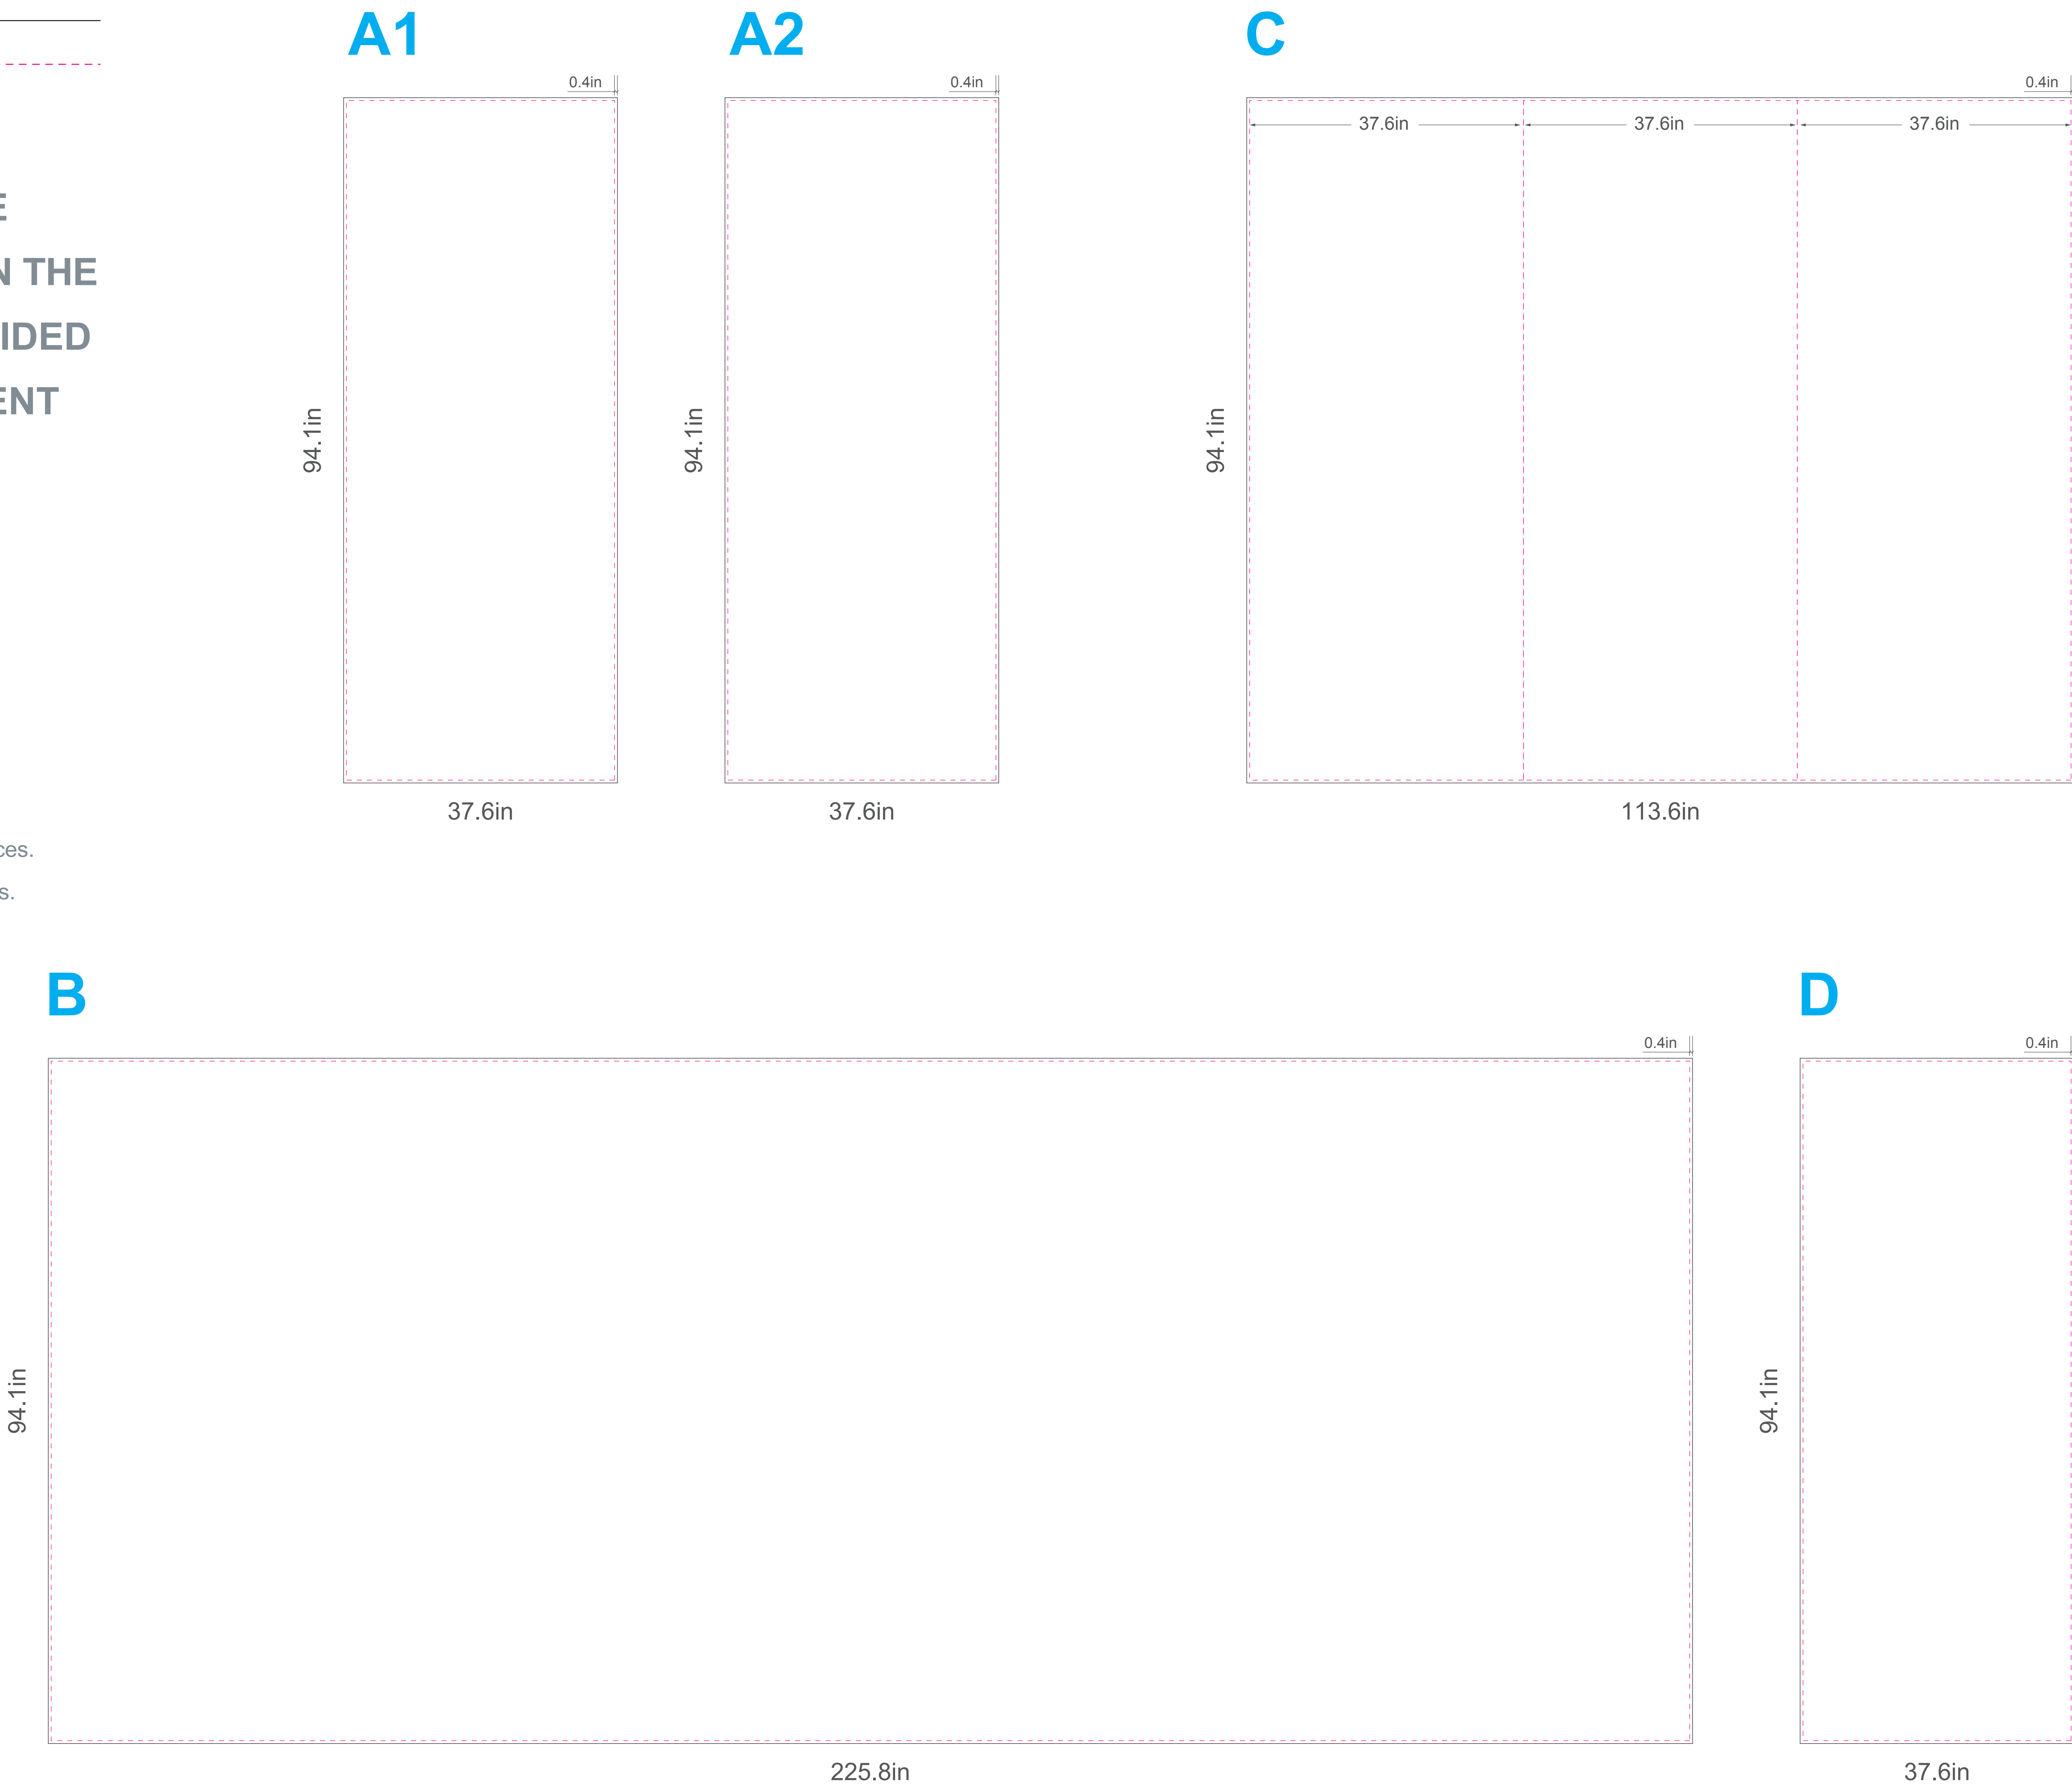 A1
A2
C
0.4in
0.4in
0.4in
37.6in
37.6in
37.6in
N THE
IDED
ENT
94.1in
94.1in
94.1in
37.6in
37.6in
113.6in
ces.
s.
B
D
0.4in
0.4in
94.1in
94.1in
225.8in
37.6in